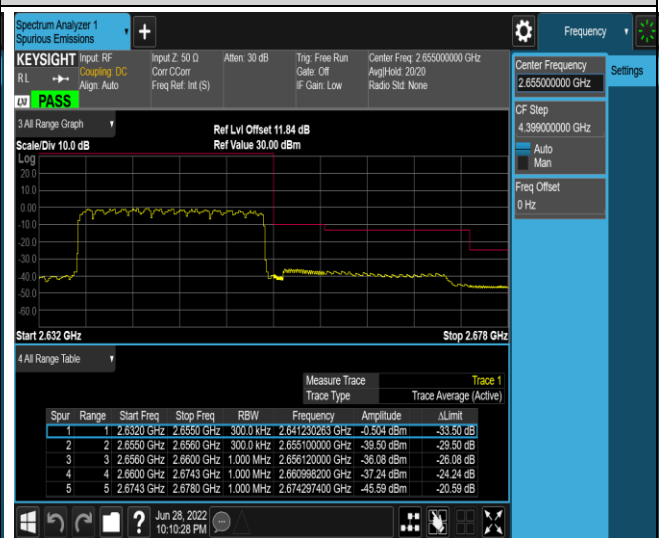 Spectrum Analyzer 1
Spurious Emissions
Frequency
KEYSIGHT Input: RF Input Z: 50 Ω Atten: 30 dB Trig: Free Run Center Freq: 2.655000000 GHz
RL Coupling: DC Corr CCorr Gate: Off Avg|Hold: 20/20
Align: Auto Freq Ref: Int (S) IF Gain: Low Radio Std: None
LXI PASS
Center Frequency
2.655000000 GHz
Settings
CF Step
4.399000000 GHz
Auto
Man
Freq Offset
0 Hz
3 All Range Graph
Ref Lvl Offset 11.84 dB
Scale/Div 10.0 dB Ref Value 30.00 dBm
Log
20.0
10.0
0.00
-10.0
-20.0
-30.0
-40.0
-50.0
-60.0
Start 2.632 GHz Stop 2.678 GHz
4 All Range Table
Measure Trace Trace 1
Trace Type Trace Average (Active)
Spur Range Start Freq Stop Freq RBW Frequency Amplitude ΔLimit
1 1 2.6320 GHz 2.6550 GHz 300.0 kHz 2.641230263 GHz -0.504 dBm -33.50 dB
2 2 2.6550 GHz 2.6560 GHz 300.0 kHz 2.655100000 GHz -39.50 dBm -29.50 dB
3 3 2.6560 GHz 2.6600 GHz 1.000 MHz 2.656120000 GHz -36.08 dBm -26.08 dB
4 4 2.6600 GHz 2.6743 GHz 1.000 MHz 2.660998200 GHz -37.24 dBm -24.24 dB
5 5 2.6743 GHz 2.6780 GHz 1.000 MHz 2.674297400 GHz -45.59 dBm -20.59 dB
?
Jun 28, 2022
10:10:28 PM